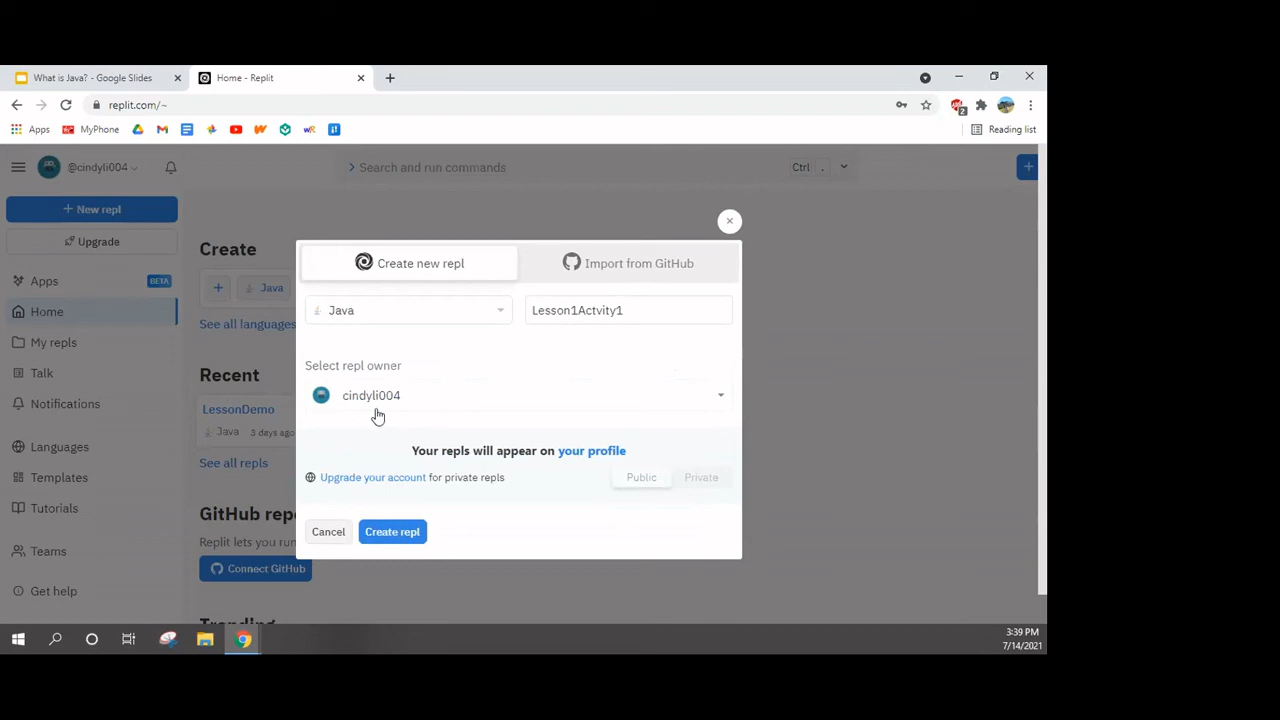 What is Java? - Google Slides
Home - Replit
replit.com/~
Apps
MyPhone
Reading list
@cindyli004
Search and run commands
Ctrl .
+ New repl
Upgrade
Apps
BETA
Home
My repls
Talk
Notifications
Languages
Templates
Tutorials
Teams
Get help
Create
+ Java
See all languages
Recent
LessonDemo
Java 3 days ago
See all repls
GitHub rep
Replit lets you run
Connect GitHub
Trending
Create new repl
Import from GitHub
Java
Lesson1Actvity1
Select repl owner
cindyli004
Your repls will appear on your profile
Upgrade your account for private repls
Public
Private
Cancel
Create repl
3:39 PM
7/14/2021